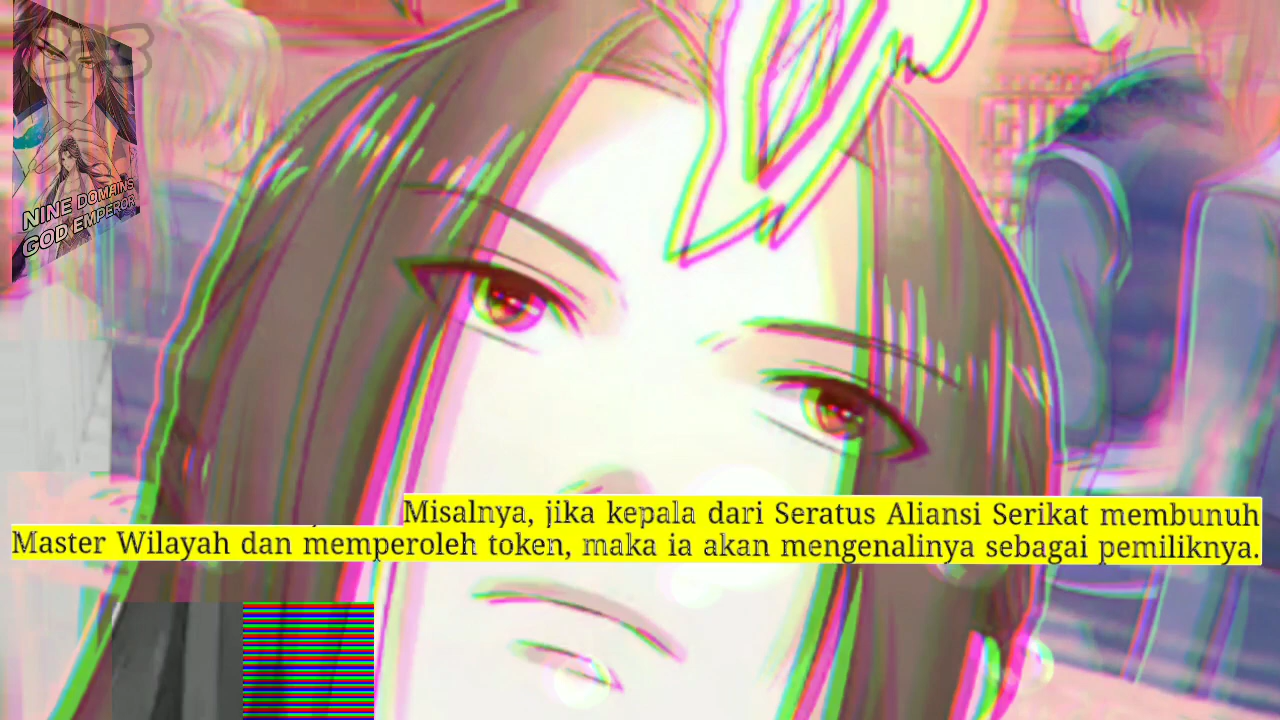 NINE DOMAINS
GOD EMPEROR
Misalnya, jika kepala dari Seratus Aliansi Serikat membunuh
Master Wilayah dan memperoleh token, maka ia akan mengenalinya sebagai pemiliknya.